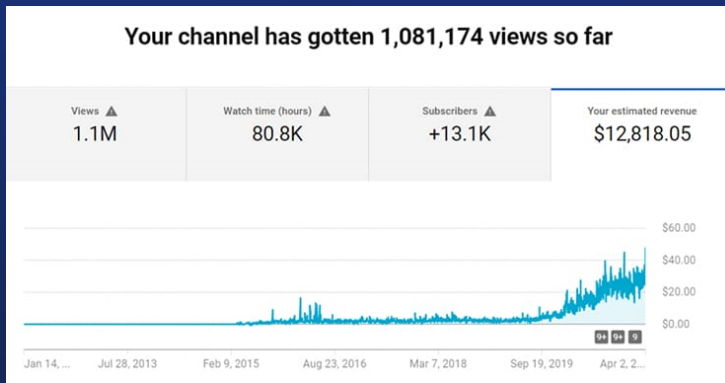 Your channel has gotten 1,081,174 views so far
Views
1.1M
Watch time (hours)
80.8K
Subscribers
+13.1K
Your estimated revenue
$12,818.05
$60.00
$40.00
$20.00
$0.00
9+ 9+ 9
Jan 14, ... Jul 28, 2013 Feb 9, 2015 Aug 23, 2016 Mar 7, 2018 Sep 19, 2019 Apr 2, 2...